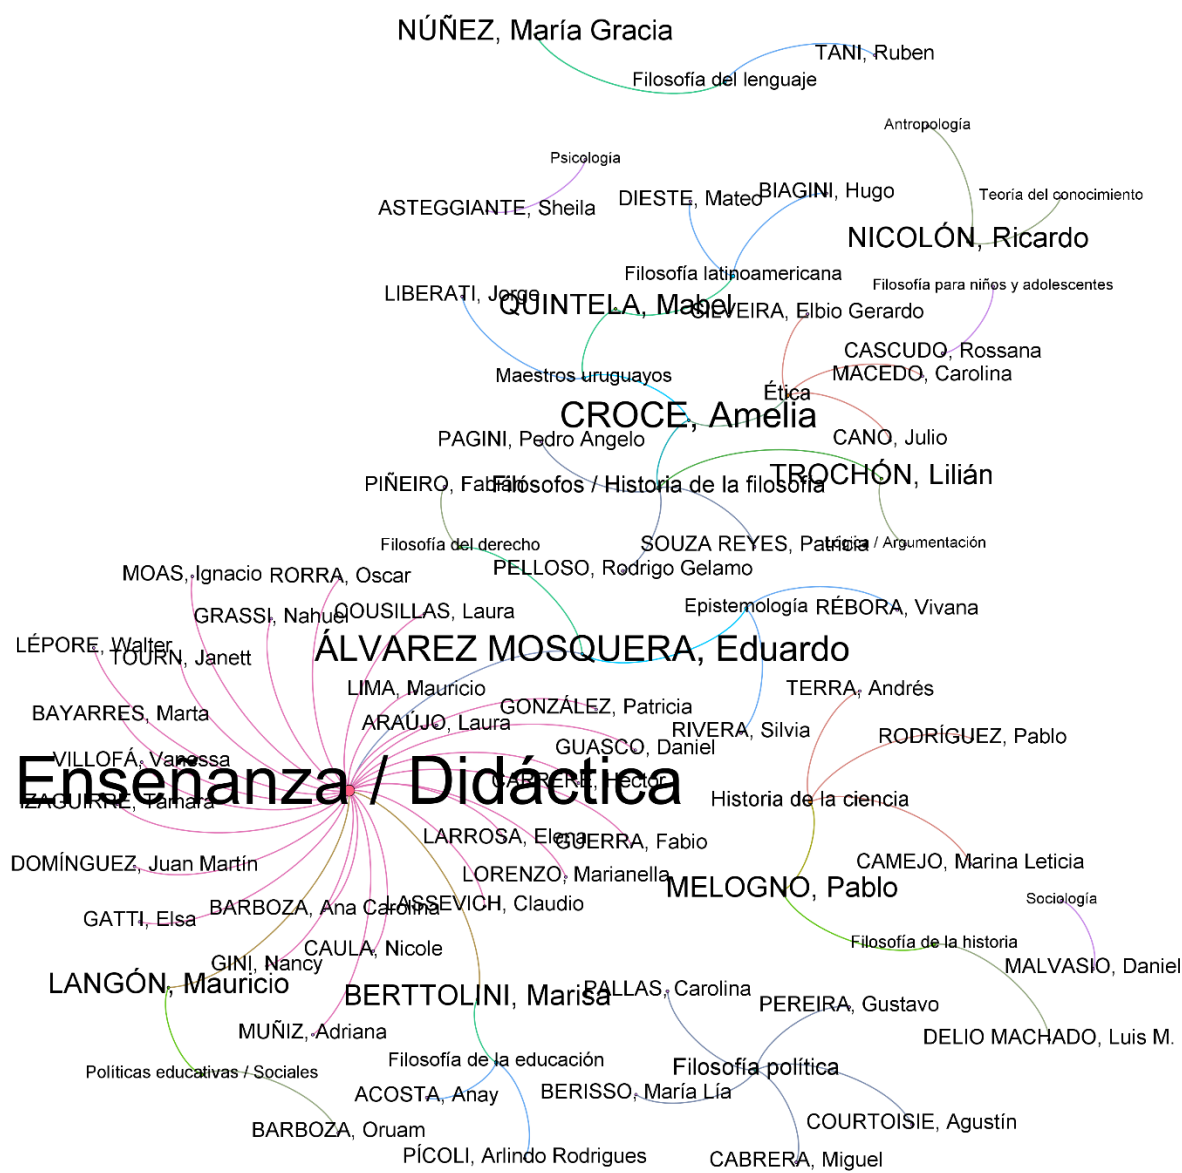 NÚÑEZ, María Gracia
TANI, Ruben
Filosofía del lenguaje
Antropología
Psicología
Teoría del conocimiento
DIESTE, Mateo
BIAGINI, Hugo
ASTEGGIANTE, Sheila
NICOLÓN, Ricardo
Filosofía latinoamericana
Filosofía para niños y adolescentes
LIBERATI, Jorge
QUINTELA, Mabel
SILVEIRA, Elbio Gerardo
CASCUDO, Rossana
MACEDO, Carolina
Maestros uruguayos
Ética
CROCE, Amelia
CANO, Julio
PAGINI, Pedro Angelo
TROCHÓN, Lilián
PIÑEIRO, Fabián
Filósofos / Historia de la filosofía
Filosofía del derecho
SOUZA REYES, Patricia
Lógica / Argumentación
PELLOSO, Rodrigo Gelamo
MOAS, Ignacio
RORRA, Oscar
GRASSI, Nahuel
COUSILLAS, Laura
Epistemología
RÉBORA, Vivana
LÉPORE, Walter
TOURN, Janett
ÁLVAREZ MOSQUERA, Eduardo
LIMA, Mauricio
TERRA, Andrés
BAYARRES, Marta
GONZÁLEZ, Patricia
ARAÚJO, Laura
RIVERA, Silvia
RODRÍGUEZ, Pablo
VILLOFÁ, Vanessa
GUASCO, Daniel
Enseñanza / Didáctica
CARRERE, Héctor
IZAGUIRRE, Tamara
Historia de la ciencia
LARROSA, Elena
GUERRA, Fabio
DOMÍNGUEZ, Juan Martín
LORENZO, Marianella
CAMEJO, Marina Leticia
MELOGNO, Pablo
GATTI, Elsa
BARBOZA, Ana Carolina
LASSEVICH, Claudio
Sociología
CAULA, Nicole
GINI, Nancy
Filosofía de la historia
MALVASIO, Daniel
LANGÓN, Mauricio
BERTTOLINI, Marisa
PALLAS, Carolina
PEREIRA, Gustavo
MUÑIZ, Adriana
DELIO MACHADO, Luis M.
Filosofía de la educación
Políticas educativas / Sociales
Filosofía política
ACOSTA, Anay
BERISSO, María Lía
COURTOISIE, Agustín
BARBOZA, Oruam
PÍCOLI, Arlindo Rodrigues
CABRERA, Miguel